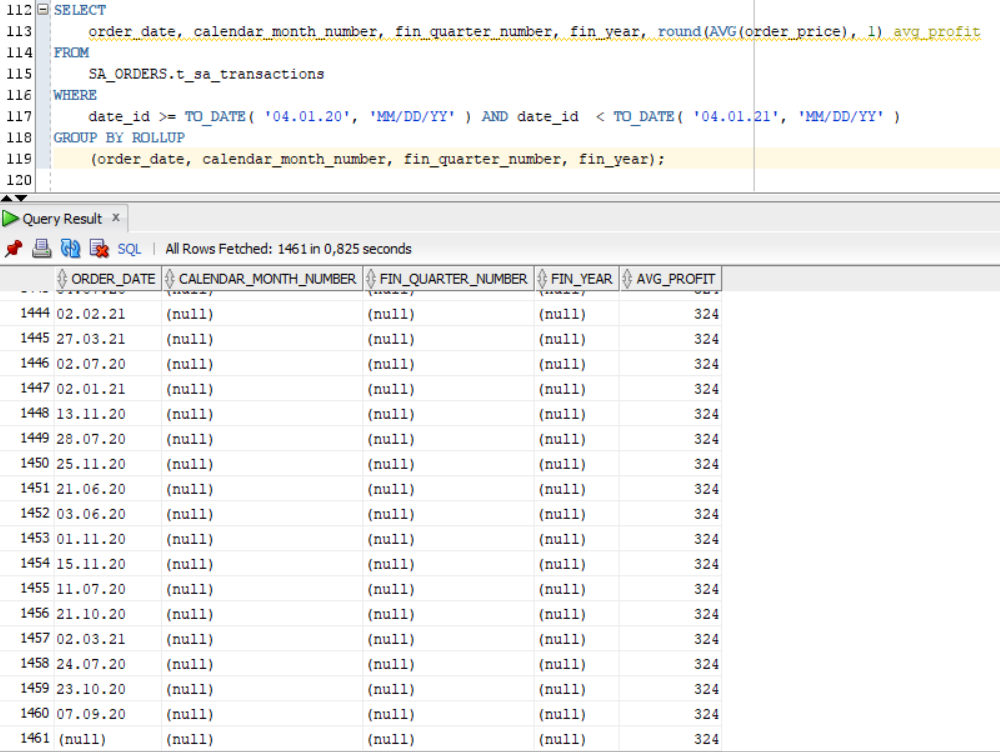 112 SELECT
113 order_date, calendar_month_number, fin_quarter_number, fin_year, round(AVG(order_price), 1) avg_profit
114 FROM
115 SA_ORDERS.t_sa_transactions
116 WHERE
117 date_id >= TO_DATE( '04.01.20', 'MM/DD/YY' ) AND date_id < TO_DATE( '04.01.21', 'MM/DD/YY' )
118 GROUP BY ROLLUP
119 (order_date, calendar_month_number, fin_quarter_number, fin_year);
120
Query Result x
SQL | All Rows Fetched: 1461 in 0,825 seconds
ORDER_DATE CALENDAR_MONTH_NUMBER FIN_QUARTER_NUMBER FIN_YEAR AVG_PROFIT
1444 02.02.21 (null) (null) (null) 324
1445 27.03.21 (null) (null) (null) 324
1446 02.07.20 (null) (null) (null) 324
1447 02.01.21 (null) (null) (null) 324
1448 13.11.20 (null) (null) (null) 324
1449 28.07.20 (null) (null) (null) 324
1450 25.11.20 (null) (null) (null) 324
1451 21.06.20 (null) (null) (null) 324
1452 03.06.20 (null) (null) (null) 324
1453 01.11.20 (null) (null) (null) 324
1454 15.11.20 (null) (null) (null) 324
1455 11.07.20 (null) (null) (null) 324
1456 21.10.20 (null) (null) (null) 324
1457 02.03.21 (null) (null) (null) 324
1458 24.07.20 (null) (null) (null) 324
1459 23.10.20 (null) (null) (null) 324
1460 07.09.20 (null) (null) (null) 324
1461 (null) (null) (null) (null) 324